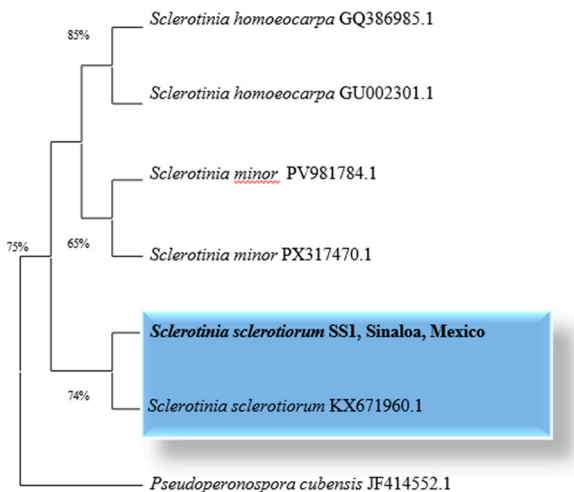 Sclerotinia homoeocarpa GQ386985.1
85%
Sclerotinia homoeocarpa GU002301.1
Sclerotinia minor PV981784.1
75%
65%
Sclerotinia minor PX317470.1
Sclerotinia sclerotiorum SS1, Sinaloa, Mexico
74%
Sclerotinia sclerotiorum KX671960.1
Pseudoperonospora cubensis JF414552.1